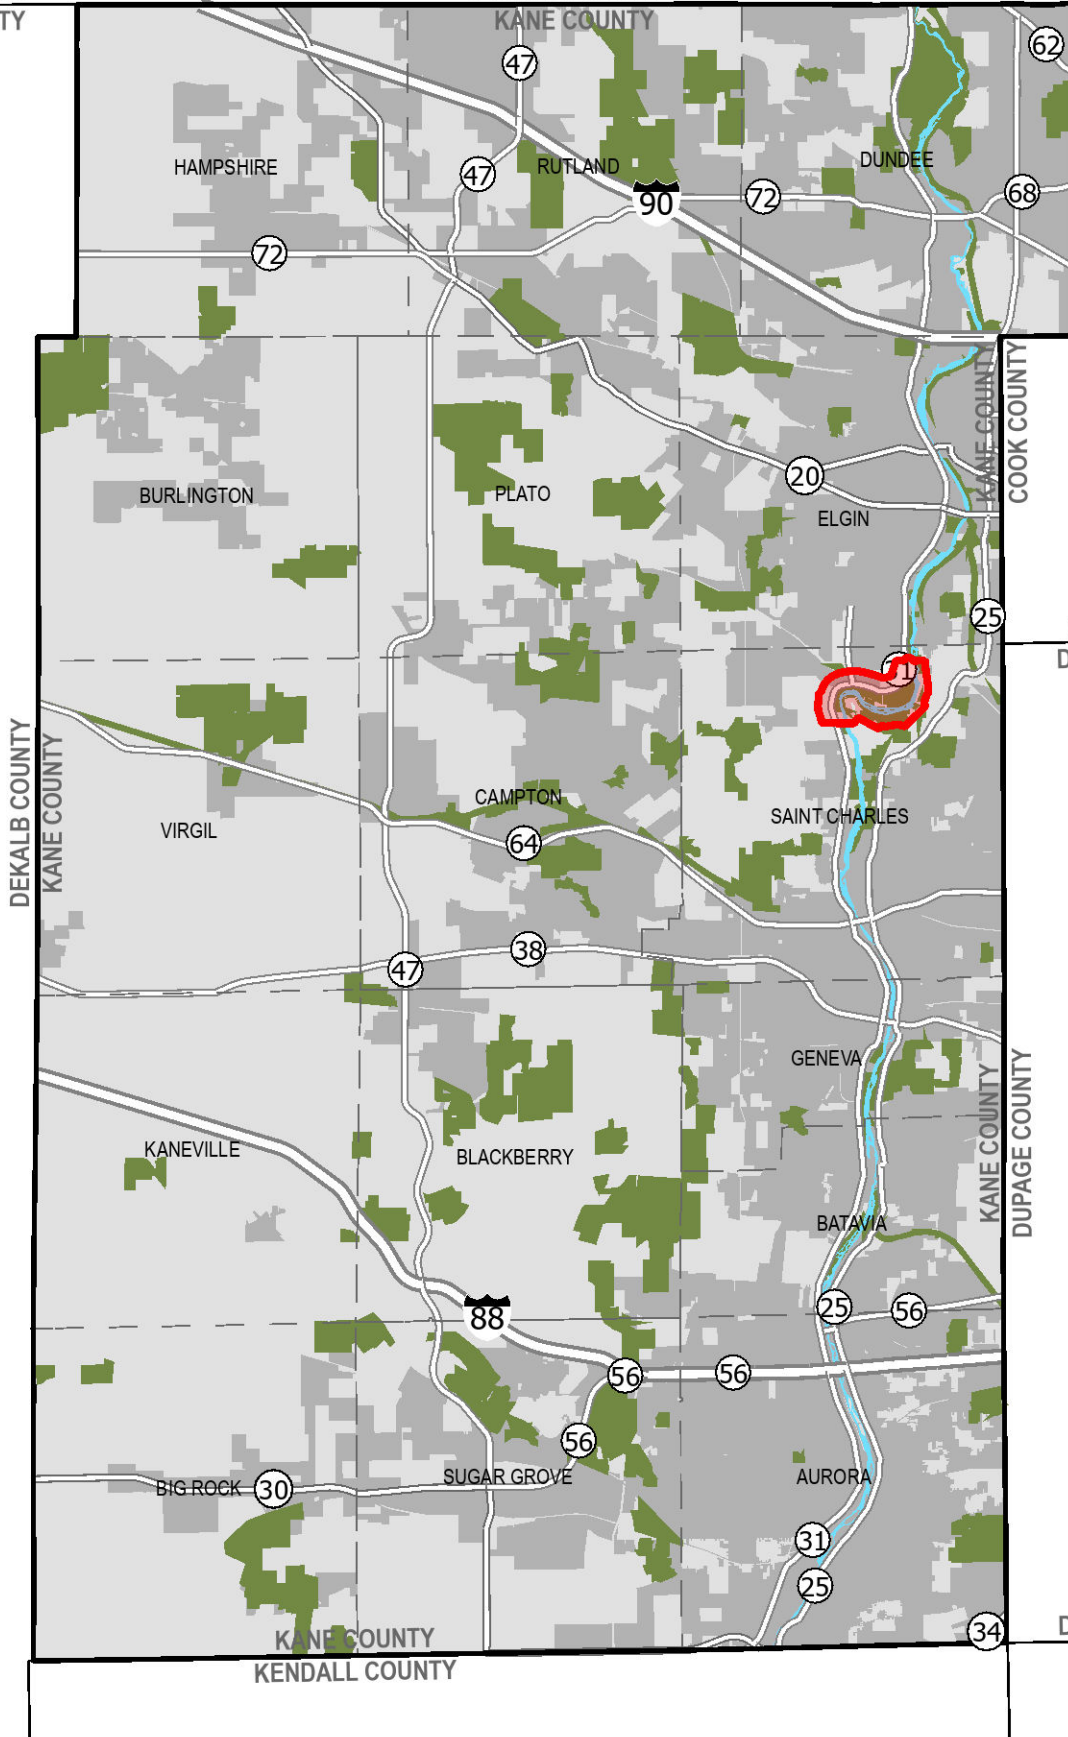 TY
KANE COUNTY
62
47
HAMPSHIRE
47
RUTLAND
DUNDEE
90
72
68
72
KANE COUNTY
COOK COUNTY
20
BURLINGTON
PLATO
ELGIN
25
D
1
DEKALB COUNTY
KANE COUNTY
CAMPTON
VIRGIL
SAINT CHARLES
64
38
47
GENEVA
KANE COUNTY
DUPAGE COUNTY
KANEVILLE
BLACKBERRY
BATAVIA
25
56
88
56
56
56
BIG ROCK
30
SUGAR GROVE
AURORA
31
25
34
D
KANE COUNTY
KENDALL COUNTY